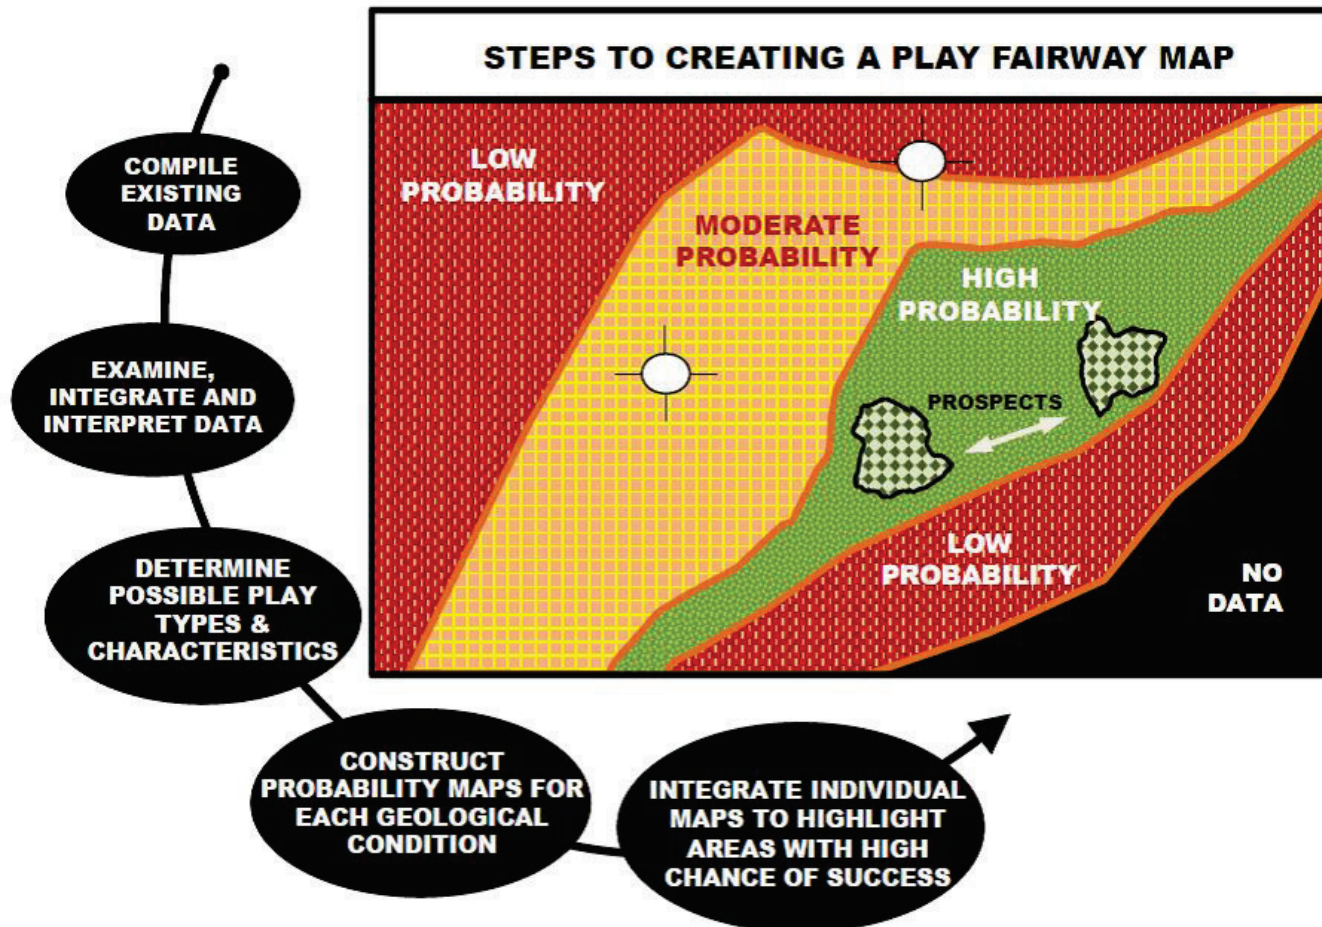 STEPS TO CREATING A PLAY FAIRWAY MAP
COMPILE
EXISTING
DATA
EXAMINE,
INTEGRATE AND
INTERPRET DATA
DETERMINE
POSSIBLE PLAY
TYPES &
CHARACTERISTICS
CONSTRUCT
PROBABILITY MAPS FOR
EACH GEOLOGICAL
CONDITION
INTEGRATE INDIVIDUAL
MAPS TO HIGHLIGHT
AREAS WITH HIGH
CHANCE OF SUCCESS
LOW
PROBABILITY
MODERATE
PROBABILITY
HIGH
PROBABILITY
PROSPECTS
LOW
PROBABILITY
NO
DATA